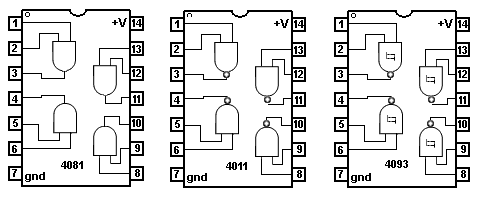 1 +V 14
2 13
3 12
4 11
5 10
6 4081 9
7 gnd 8
1 +V 14
2 13
3 12
4 11
5 10
6 4011 9
7 gnd 8
1 +V 14
2 13
3 12
4 11
5 10
6 4093 9
7 gnd 8